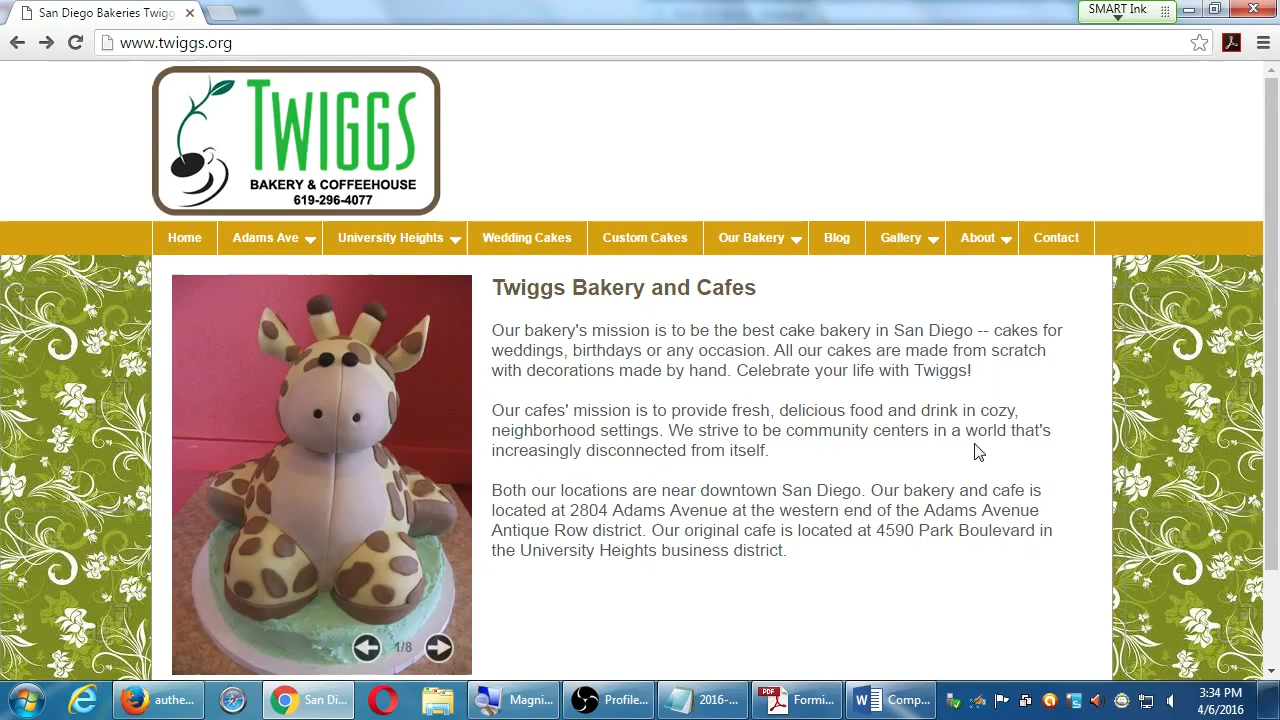 San Diego Bakeries Twigg
SMART Ink
www.twiggs.org
TWIGGS
BAKERY & COFFEEHOUSE
619-296-4077
Home Adams Ave University Heights Wedding Cakes Custom Cakes Our Bakery Blog Gallery About Contact
Twiggs Bakery and Cafes
Our bakery's mission is to be the best cake bakery in San Diego -- cakes for
weddings, birthdays or any occasion. All our cakes are made from scratch
with decorations made by hand. Celebrate your life with Twiggs!
Our cafes' mission is to provide fresh, delicious food and drink in cozy,
neighborhood settings. We strive to be community centers in a world that's
increasingly disconnected from itself.
Both our locations are near downtown San Diego. Our bakery and cafe is
located at 2804 Adams Avenue at the western end of the Adams Avenue
Antique Row district. Our original cafe is located at 4590 Park Boulevard in
the University Heights business district.
1/8
authe... San Di... Magni... Profile... 2016-... PDF Formi... Comp...
3:34 PM
4/6/2016